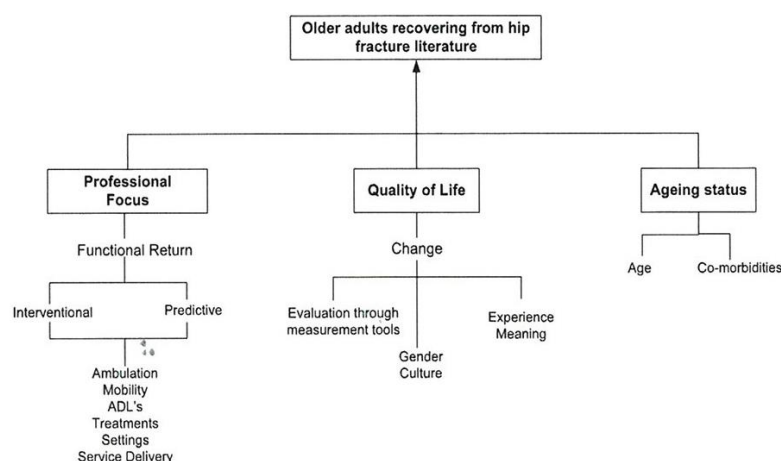 Older adults recovering from hip
fracture literature
Professional
Focus
Quality of Life
Ageing status
Functional Return
Change
Age
Co-morbidities
Interventional
Predictive
Evaluation through
measurement tools
Experience
Meaning
Gender
Culture
Ambulation
Mobility
ADL's
Treatments
Settings
Service Delivery